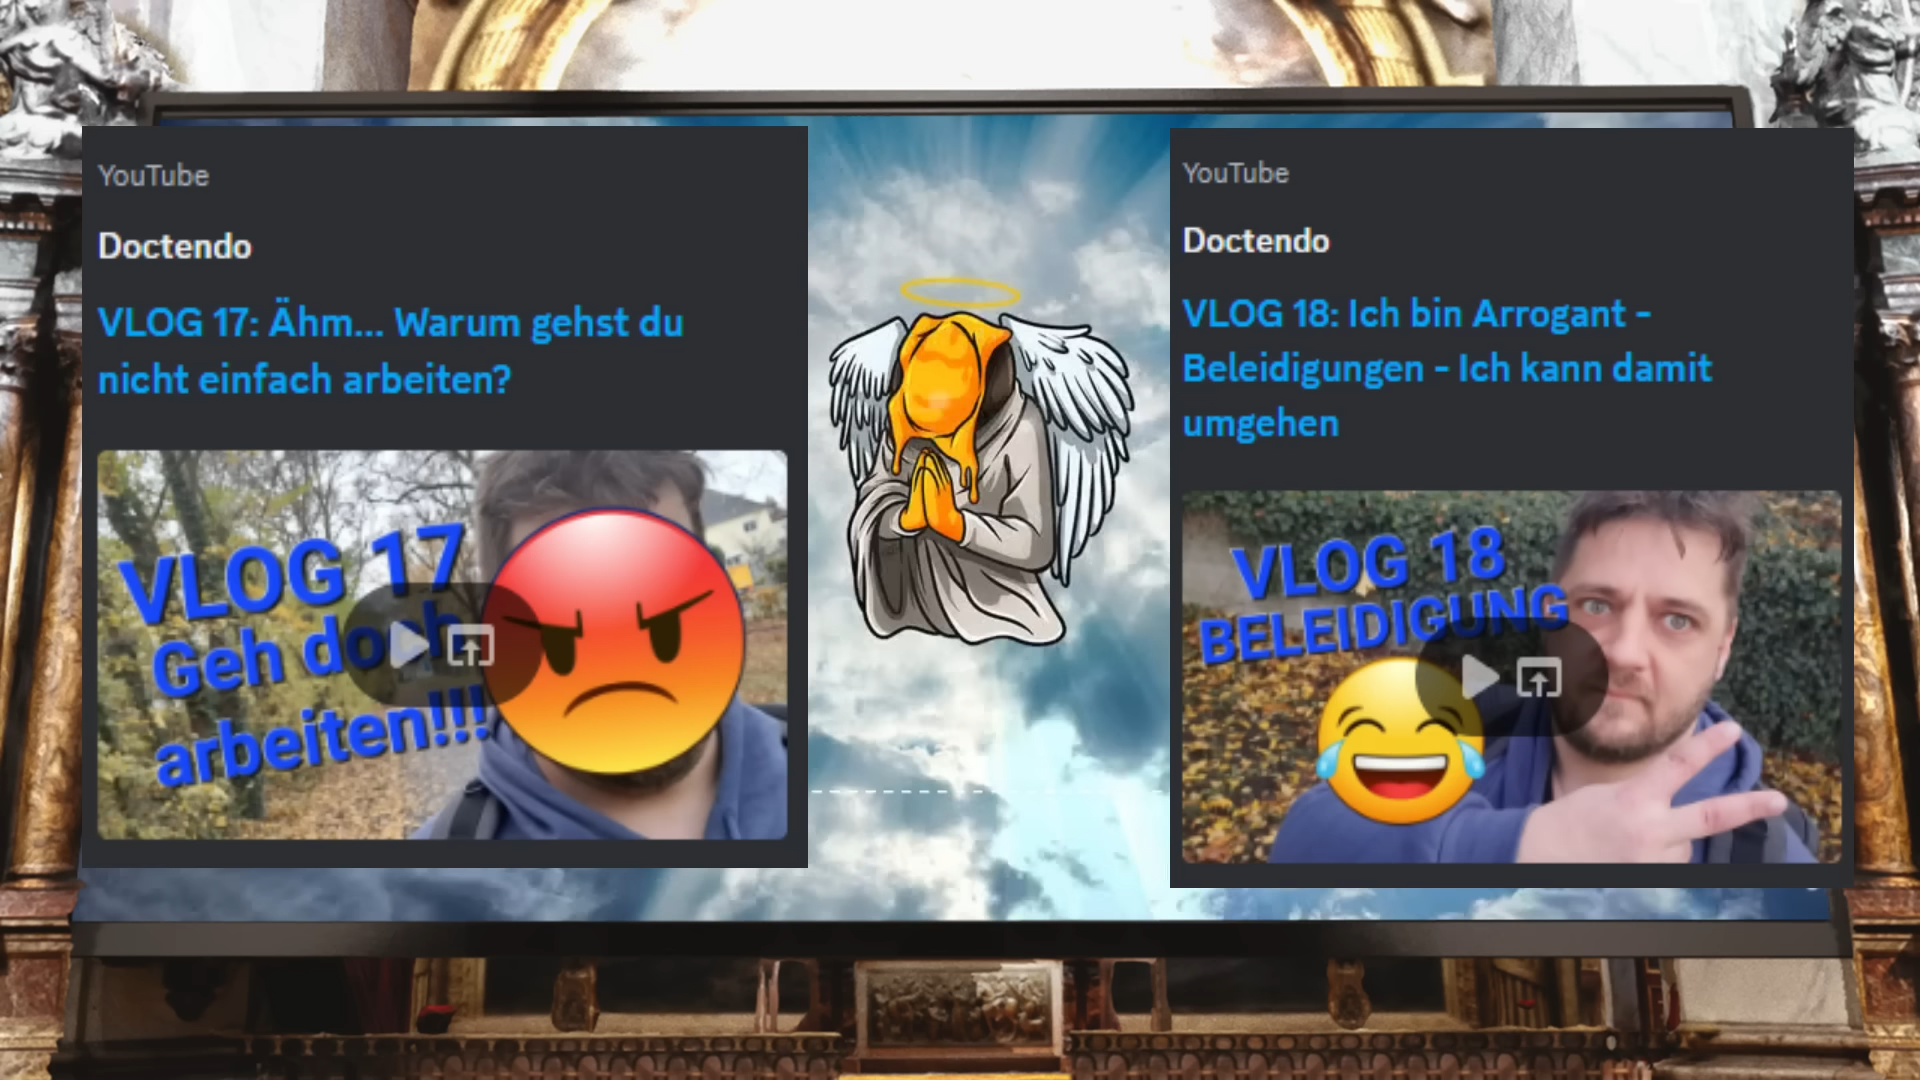 YouTube
Doctendo
VLOG 17: Ähm... Warum gehst du
nicht einfach arbeiten?
VLOG 17
Geh doch
arbeiten!!!
YouTube
Doctendo
VLOG 18: Ich bin Arrogant -
Beleidigungen - Ich kann damit
umgehen
VLOG 18
BELEIDIGUNG